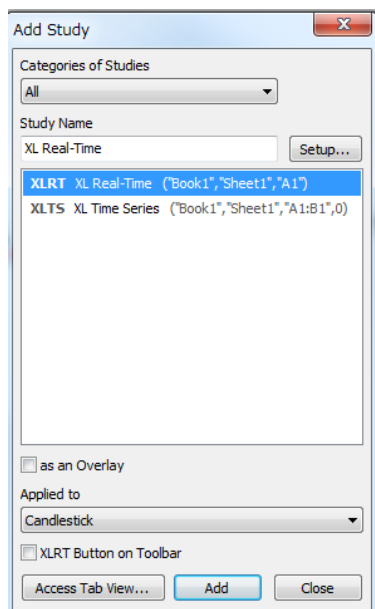 Add Study
Categories of Studies
All
Study Name
XL Real-Time
Setup...
XLRT XL Real-Time ("Book1","Sheet1","A1")
XLTS XL Time Series ("Book1","Sheet1","A1:B1",0)
as an Overlay
Applied to
Candlestick
XLRT Button on Toolbar
Access Tab View... Add Close